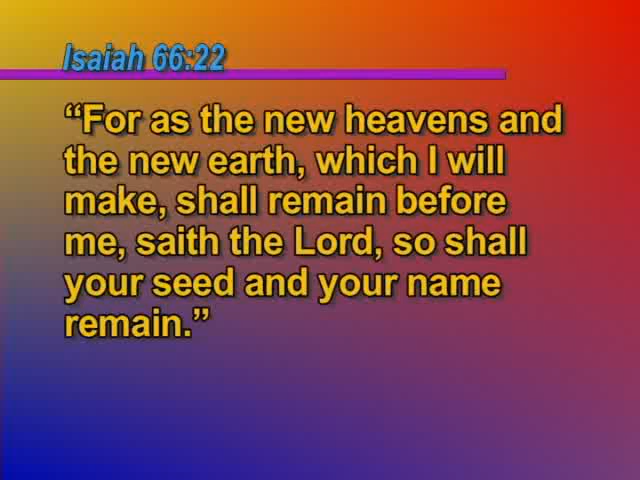 Isaiah 66:22
“For as the new heavens and
the new earth, which I will
make, shall remain before
me, saith the Lord, so shall
your seed and your name
remain.”